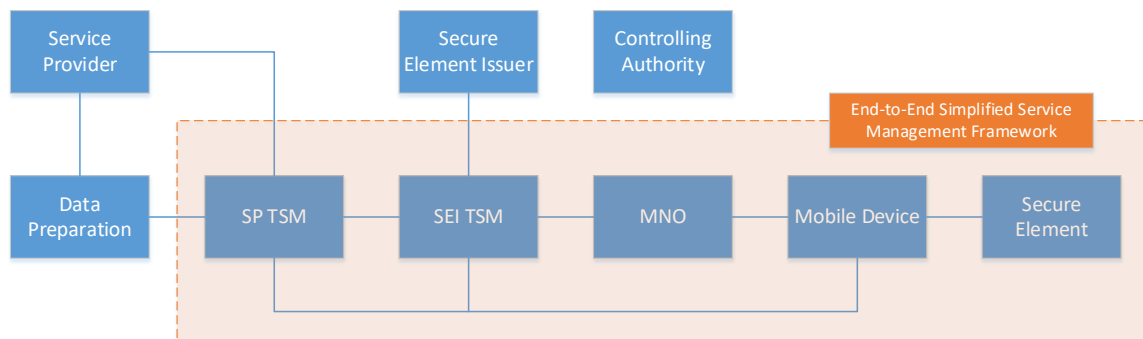 Service
Provider
Secure
Element Issuer
Controlling
Authority
End-to-End Simplified Service
Management Framework
Data
Preparation
SP TSM
SEI TSM
MNO
Mobile Device
Secure
Element